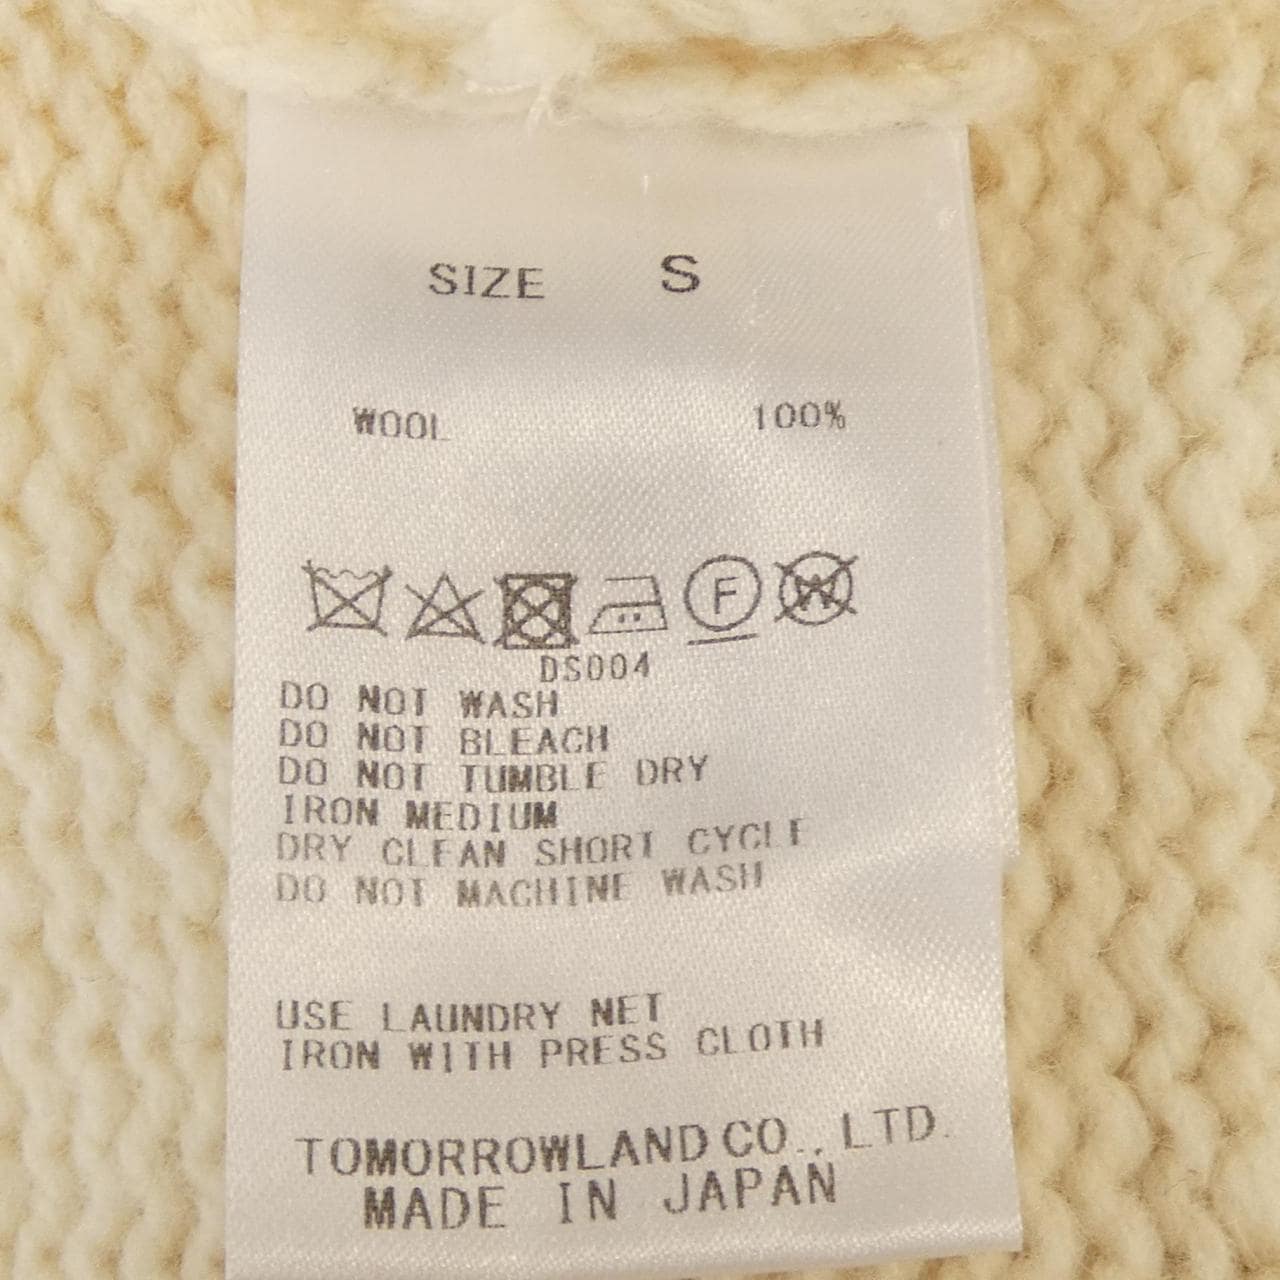 SIZE S
WOOL 100%
F W
DS004
DO NOT WASH
DO NOT BLEACH
DO NOT TUMBLE DRY
IRON MEDIUM
DRY CLEAN SHORT CYCLE
DO NOT MACHINE WASH
USE LAUNDRY NET
IRON WITH PRESS CLOTH
TOMORROWLAND CO., LTD.
MADE IN JAPAN